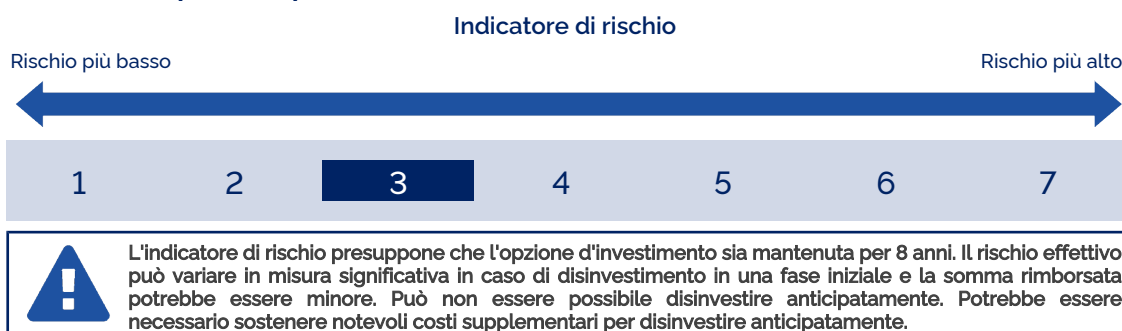 Indicatore di rischio
Rischio più basso Rischio più alto
1 2 3 4 5 6 7
L'indicatore di rischio presuppone che l'opzione d'investimento sia mantenuta per 8 anni. Il rischio effettivo
può variare in misura significativa in caso di disinvestimento in una fase iniziale e la somma rimborsata
potrebbe essere minore. Può non essere possibile disinvestire anticipatamente. Potrebbe essere
necessario sostenere notevoli costi supplementari per disinvestire anticipatamente.